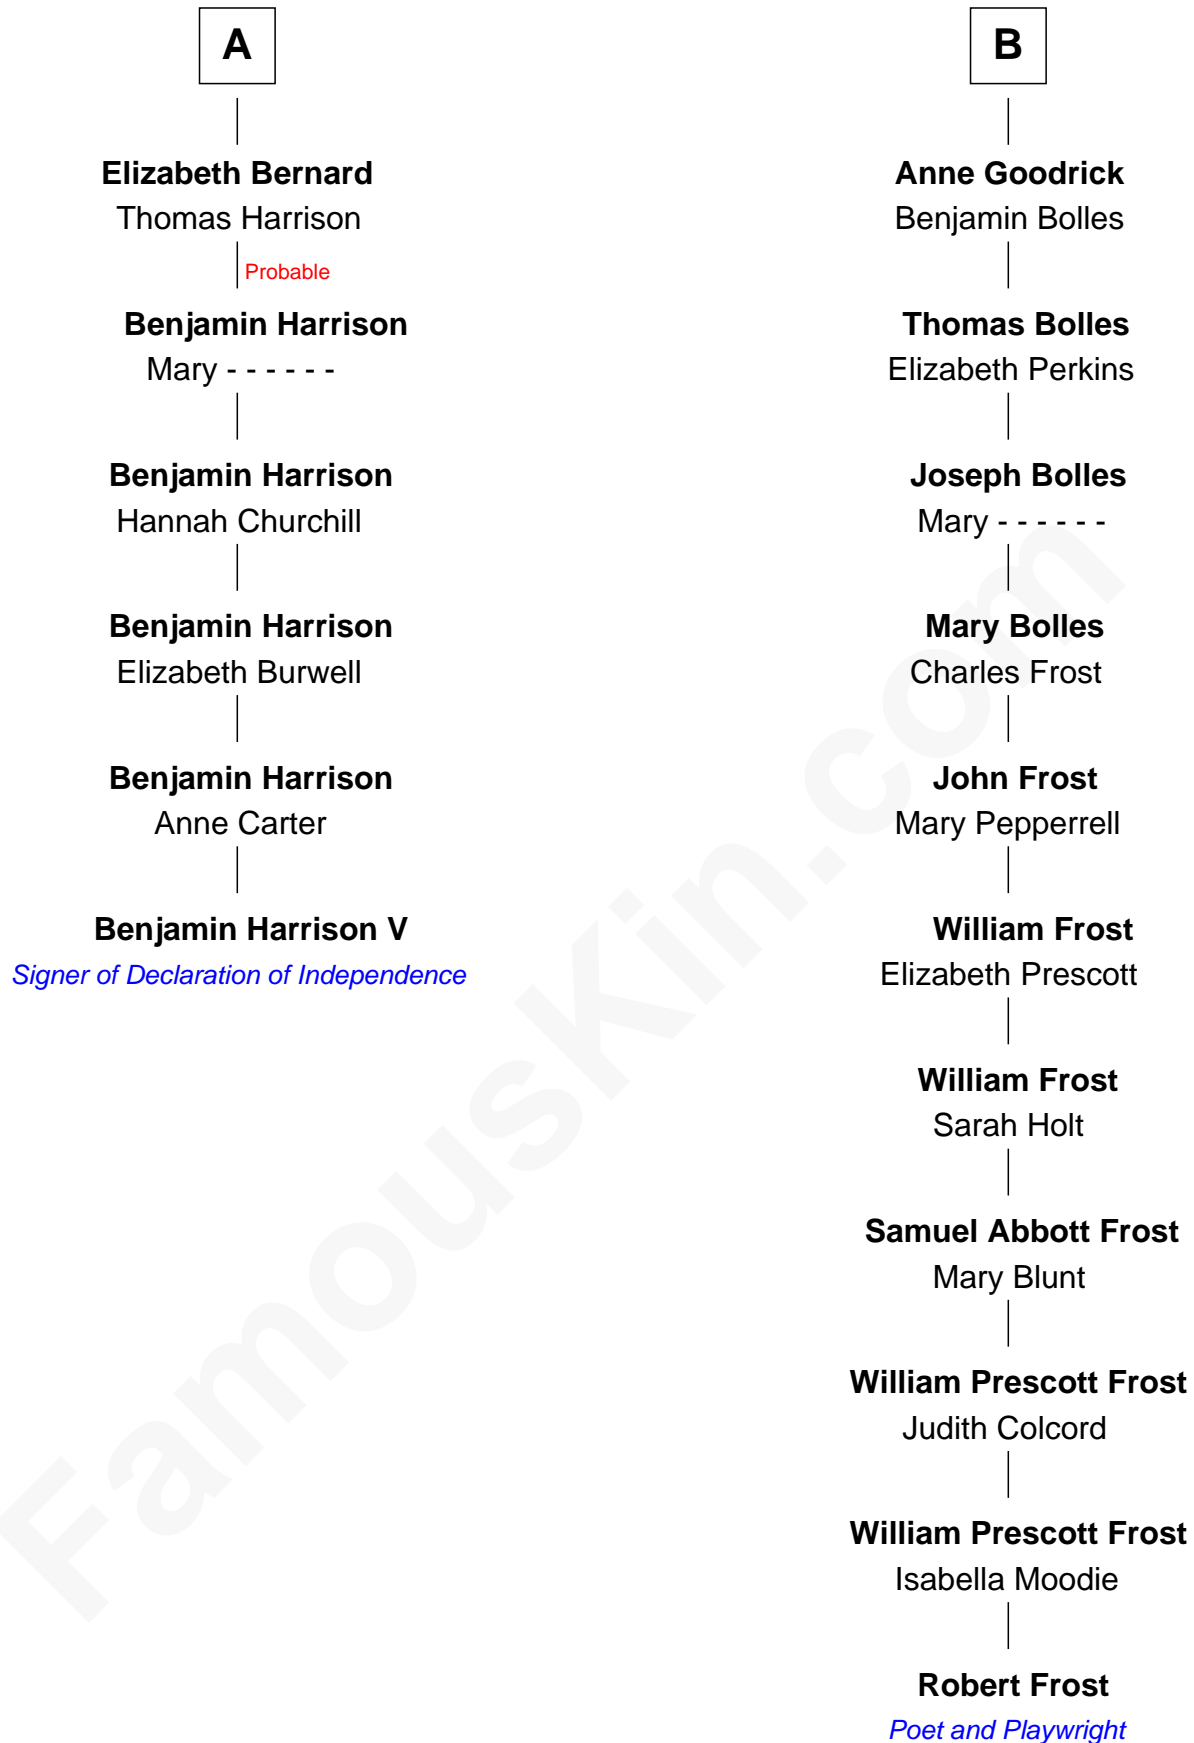 A
Elizabeth Bernard
Thomas Harrison
Probable
Benjamin Harrison
Mary - - - - - -
Benjamin Harrison
Hannah Churchill
Benjamin Harrison
Elizabeth Burwell
Benjamin Harrison
Anne Carter
Benjamin Harrison V
Signer of Declaration of Independence
B
Anne Goodrick
Benjamin Bolles
Thomas Bolles
Elizabeth Perkins
Joseph Bolles
Mary - - - - - -
Mary Bolles
Charles Frost
John Frost
Mary Pepperrell
William Frost
Elizabeth Prescott
William Frost
Sarah Holt
Samuel Abbott Frost
Mary Blunt
William Prescott Frost
Judith Colcord
William Prescott Frost
Isabella Moodie
Robert Frost
Poet and Playwright
FamousKin.com